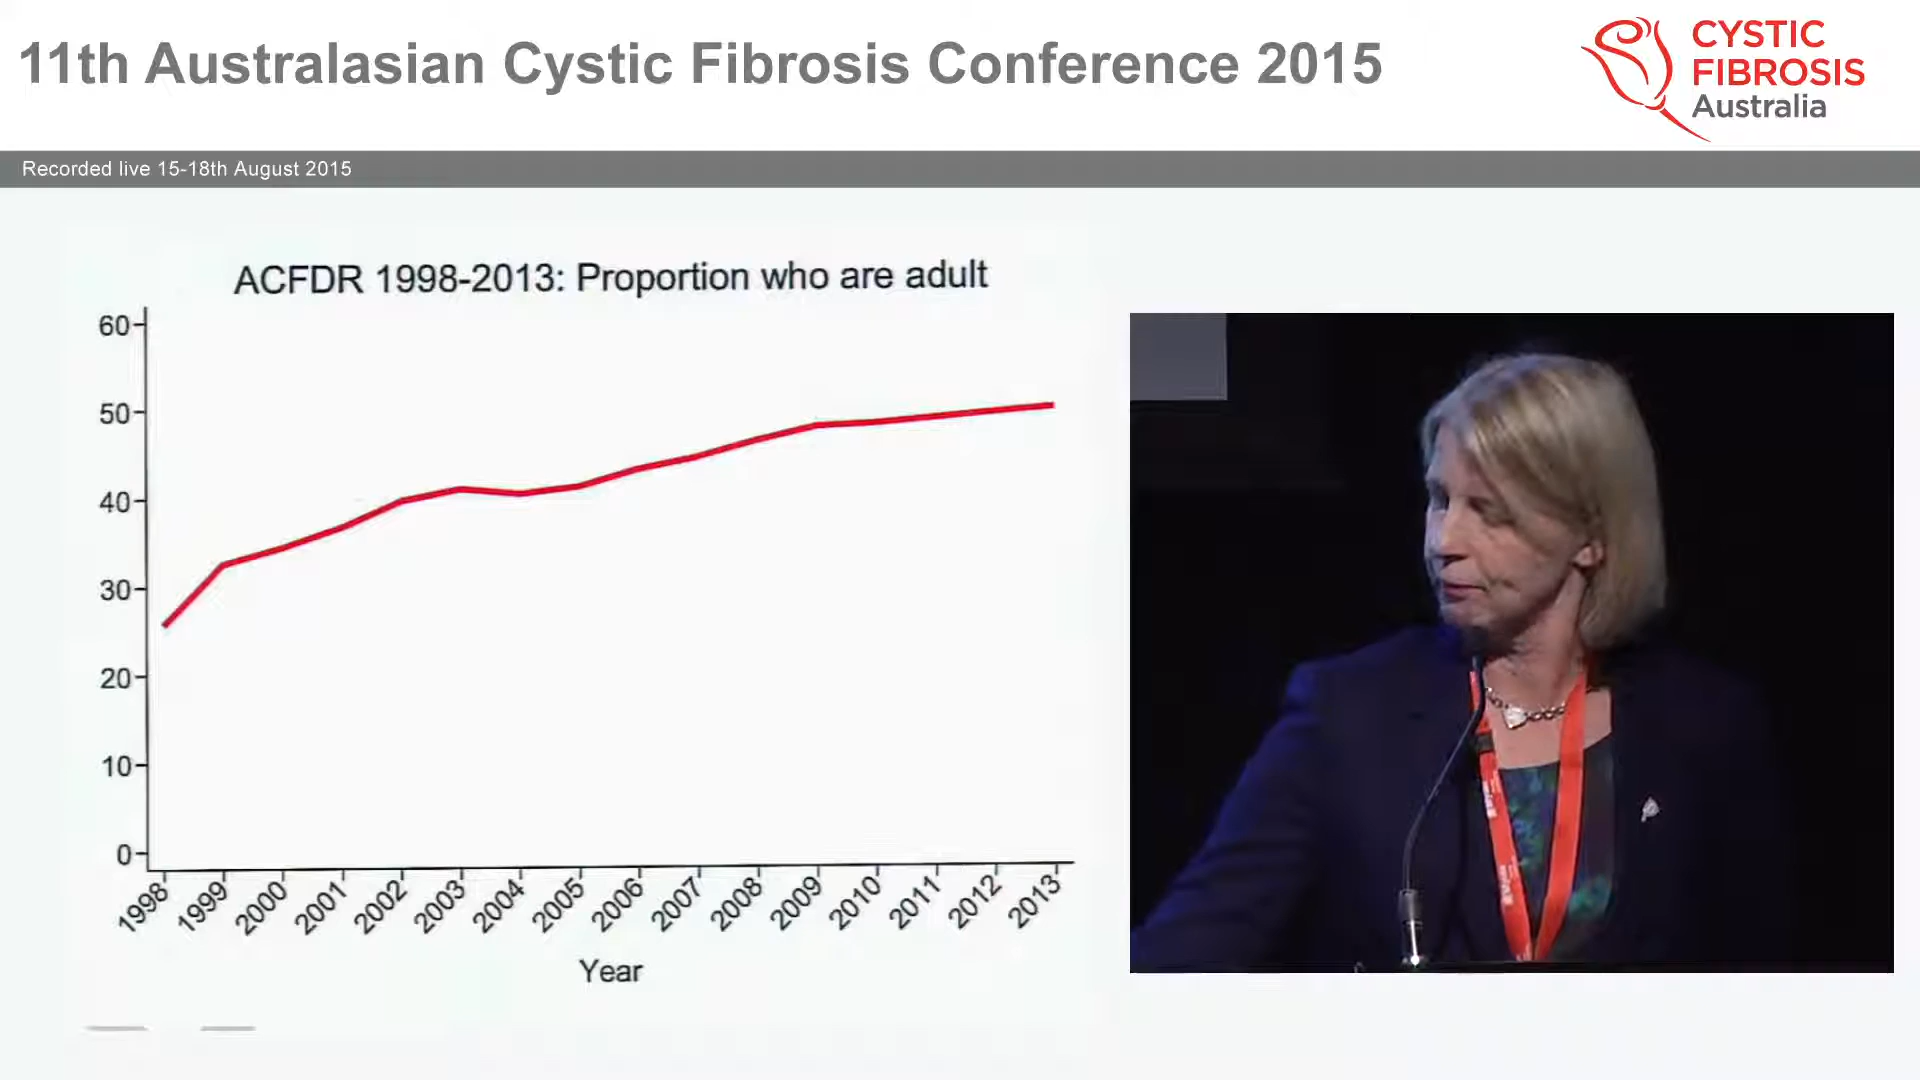 11th Australasian Cystic Fibrosis Conference 2015
CYSTIC
FIBROSIS
Australia
Recorded live 15-18th August 2015
ACFDR 1998-2013: Proportion who are adult
60
50
40
30
20
10
0
1998 1999 2000 2001 2002 2003 2004 2005 2006 2007 2008 2009 2010 2011 2012 2013
Year